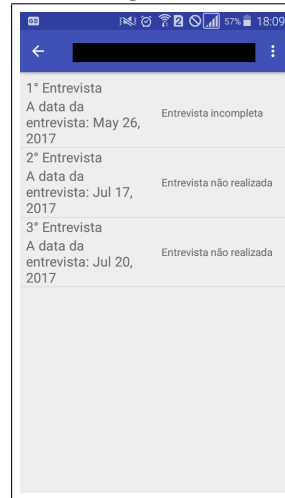 57% 18:09
1° Entrevista
A data da
entrevista: May 26,
2017
Entrevista incompleta
2° Entrevista
A data da
entrevista: Jul 17,
2017
Entrevista não realizada
3° Entrevista
A data da
entrevista: Jul 20,
2017
Entrevista não realizada